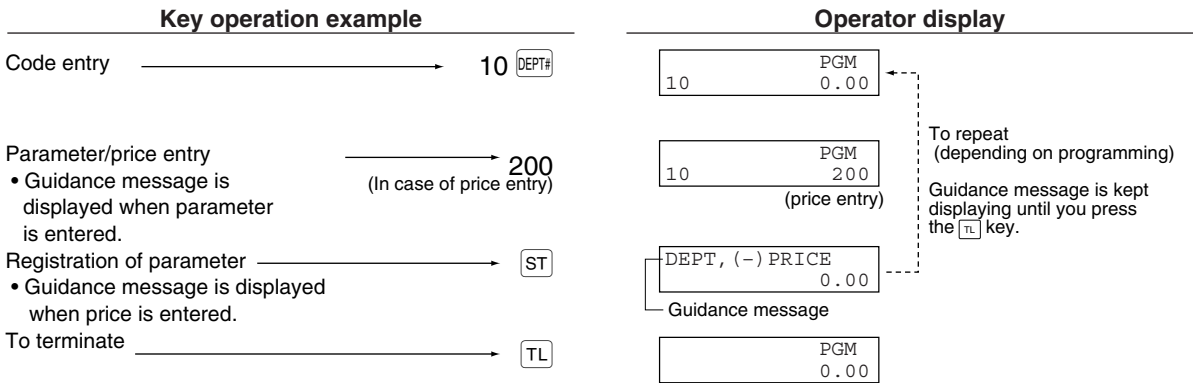 Key operation example
Operator display
Code entry
10 DEPT#
PGM
10 0.00
Parameter/price entry
• Guidance message is
displayed when parameter
is entered.
200
(In case of price entry)
PGM
10 200
(price entry)
To repeat
(depending on programming)
Guidance message is kept
displaying until you press
the TL key.
Registration of parameter
• Guidance message is displayed
when price is entered.
ST
DEPT,(-)PRICE
0.00
Guidance message
To terminate
TL
PGM
0.00